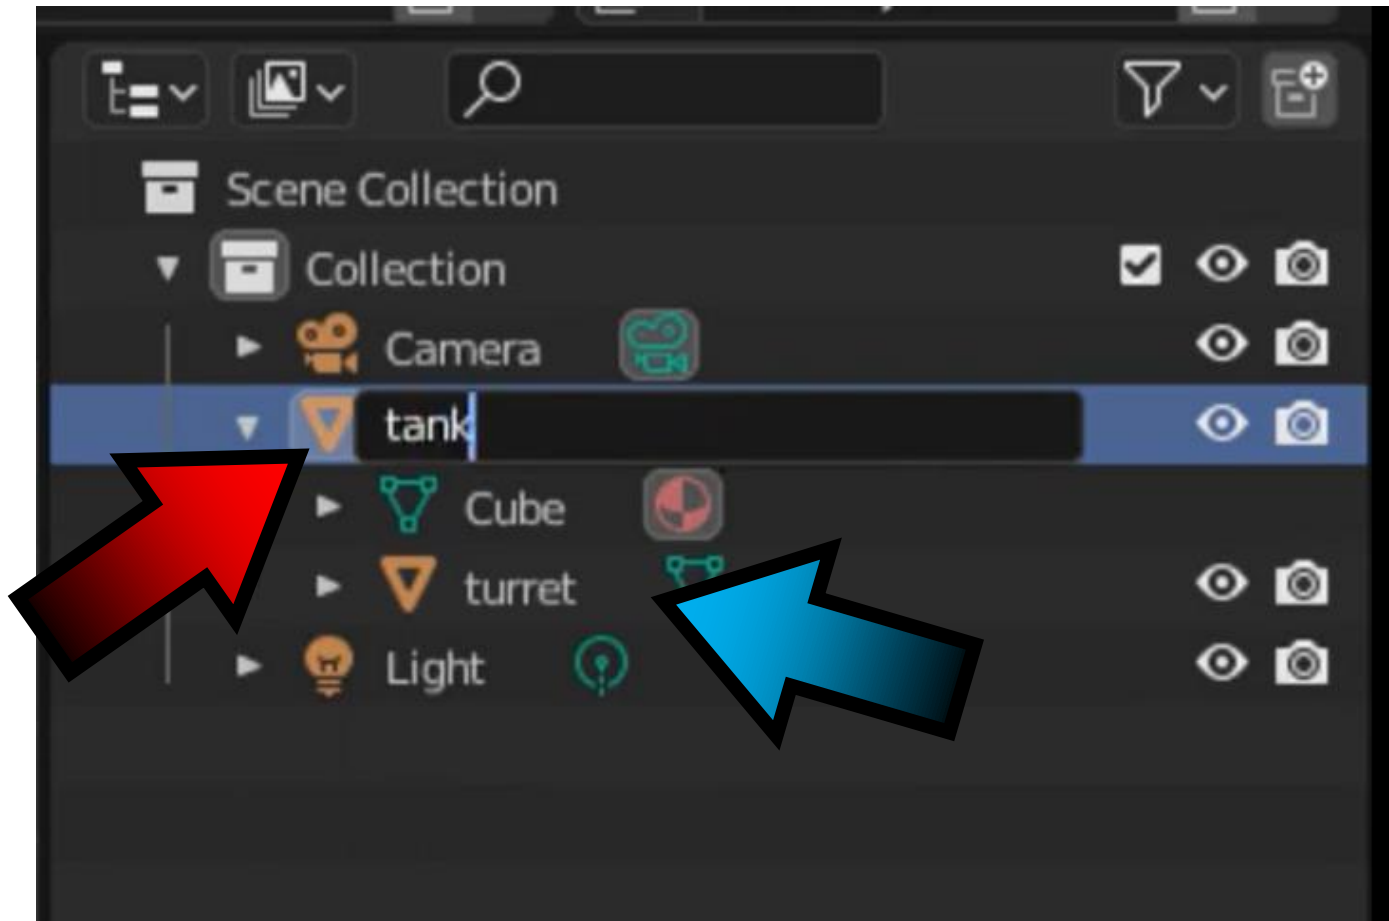 Scene Collection
Collection
Camera
tank
Cube
turret
Light